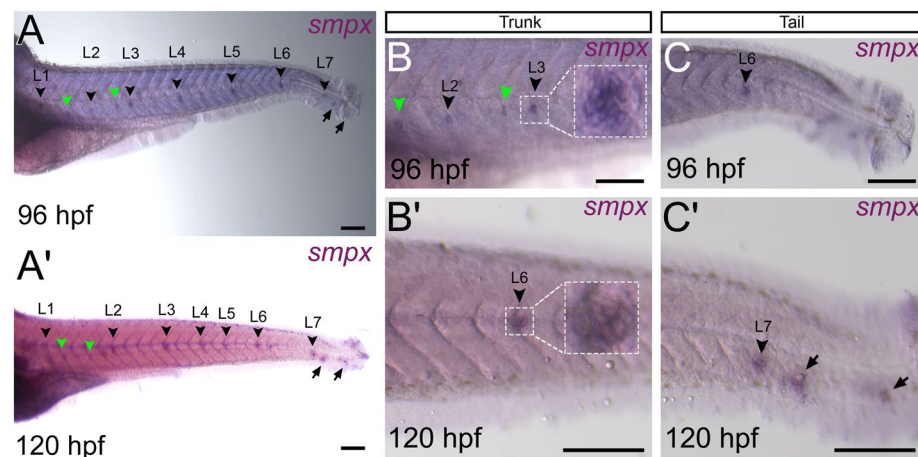 A
smpx
L1 L2 L3 L4 L5 L6 L7
96 hpf
A'
smpx
L1 L2 L3 L4 L5 L6 L7
120 hpf
Trunk
B
smpx
L2 L3
96 hpf
B'
smpx
L6
120 hpf
Tail
C
smpx
L6
96 hpf
C'
smpx
L7
120 hpf